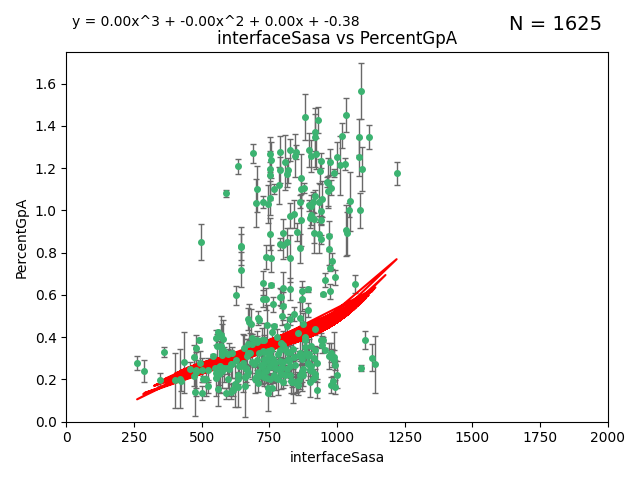 y = 0.00x^3 + -0.00x^2 + 0.00x + -0.38
N = 1625
interfaceSasa vs PercentGpA
1.6
1.4
1.2
1.0
0.8
0.6
0.4
0.2
0.0
PercentGpA
0 250 500 750 1000 1250 1500 1750 2000
interfaceSasa